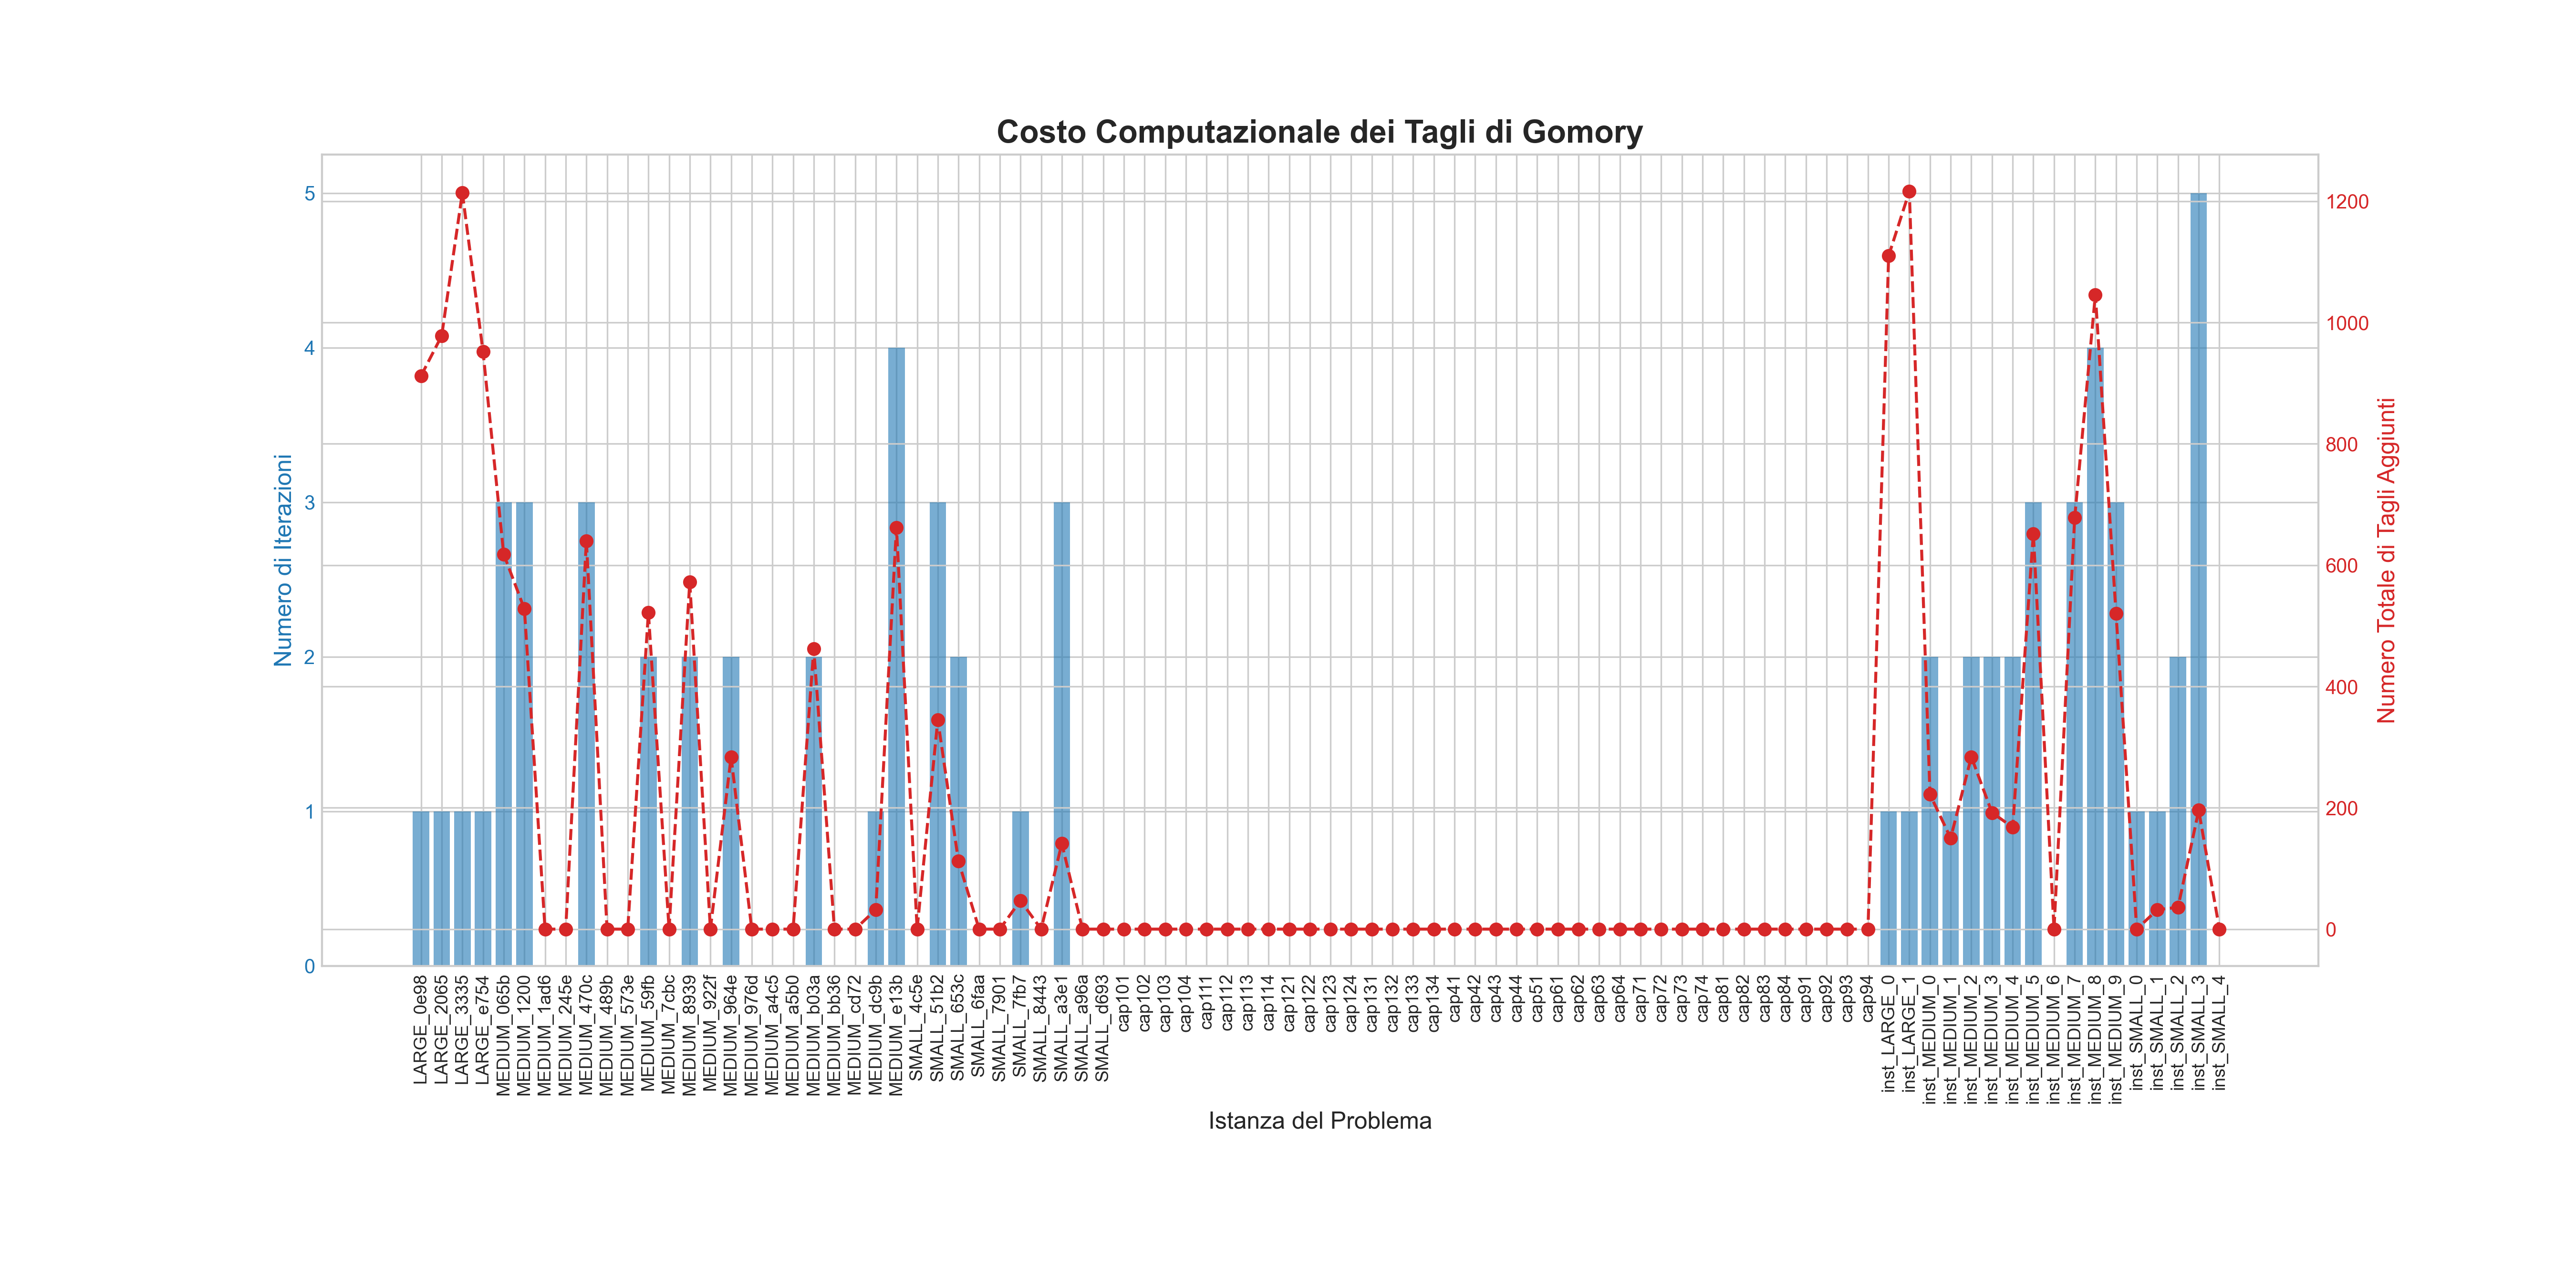 Costo Computazionale dei Tagli di Gomory
Numero di Iterazioni
5
4
3
2
1
0
1200
1000
800
600
400
200
0
Numero Totale di Tagli Aggiunti
LARGE_0e98
LARGE_2065
LARGE_3335
LARGE_e754
MEDIUM_065b
MEDIUM_1200
MEDIUM_1ad6
MEDIUM_245e
MEDIUM_470c
MEDIUM_489b
MEDIUM_573e
MEDIUM_59fb
MEDIUM_7cbc
MEDIUM_8939
MEDIUM_922f
MEDIUM_964e
MEDIUM_976d
MEDIUM_a4c5
MEDIUM_a5b0
MEDIUM_b03a
MEDIUM_bb36
MEDIUM_cd72
MEDIUM_dc9b
MEDIUM_e13b
SMALL_4c5e
SMALL_51b2
SMALL_653c
SMALL_6faa
SMALL_7901
SMALL_7fb7
SMALL_8443
SMALL_a3e1
SMALL_a96a
SMALL_d693
cap101
cap102
cap103
cap104
cap111
cap112
cap113
cap114
cap121
cap122
cap123
cap124
cap131
cap132
cap133
cap134
cap41
cap42
cap43
cap44
cap51
cap61
cap62
cap63
cap64
cap71
cap72
cap73
cap74
cap81
cap82
cap83
cap84
cap91
cap92
cap93
cap94
inst_LARGE_0
inst_LARGE_1
inst_MEDIUM_0
inst_MEDIUM_1
inst_MEDIUM_2
inst_MEDIUM_3
inst_MEDIUM_4
inst_MEDIUM_5
inst_MEDIUM_6
inst_MEDIUM_7
inst_MEDIUM_8
inst_MEDIUM_9
inst_SMALL_0
inst_SMALL_1
inst_SMALL_2
inst_SMALL_3
inst_SMALL_4
Istanza del Problema